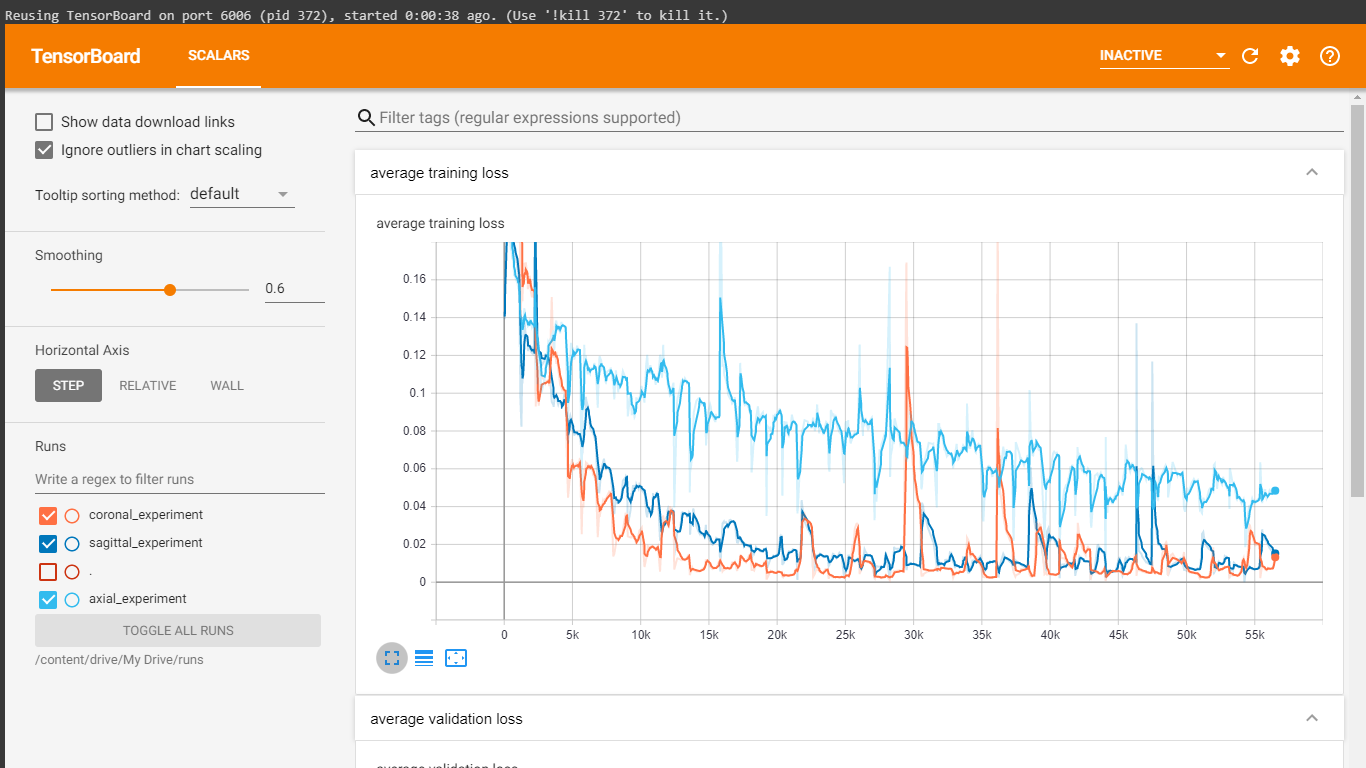 Reusing TensorBoard on port 6006 (pid 372), started 0:00:38 ago. (Use '!kill 372' to kill it.)
TensorBoard
SCALARS
INACTIVE
Show data download links
Ignore outliers in chart scaling
Tooltip sorting method: default
Smoothing
0.6
Horizontal Axis
STEP RELATIVE WALL
Runs
Write a regex to filter runs
coronal_experiment
sagittal_experiment
.
axial_experiment
TOGGLE ALL RUNS
/content/drive/My Drive/runs
Filter tags (regular expressions supported)
average training loss
average training loss
0.16
0.14
0.12
0.1
0.08
0.06
0.04
0.02
0
0 5k 10k 15k 20k 25k 30k 35k 40k 45k 50k 55k
average validation loss
average validation loss